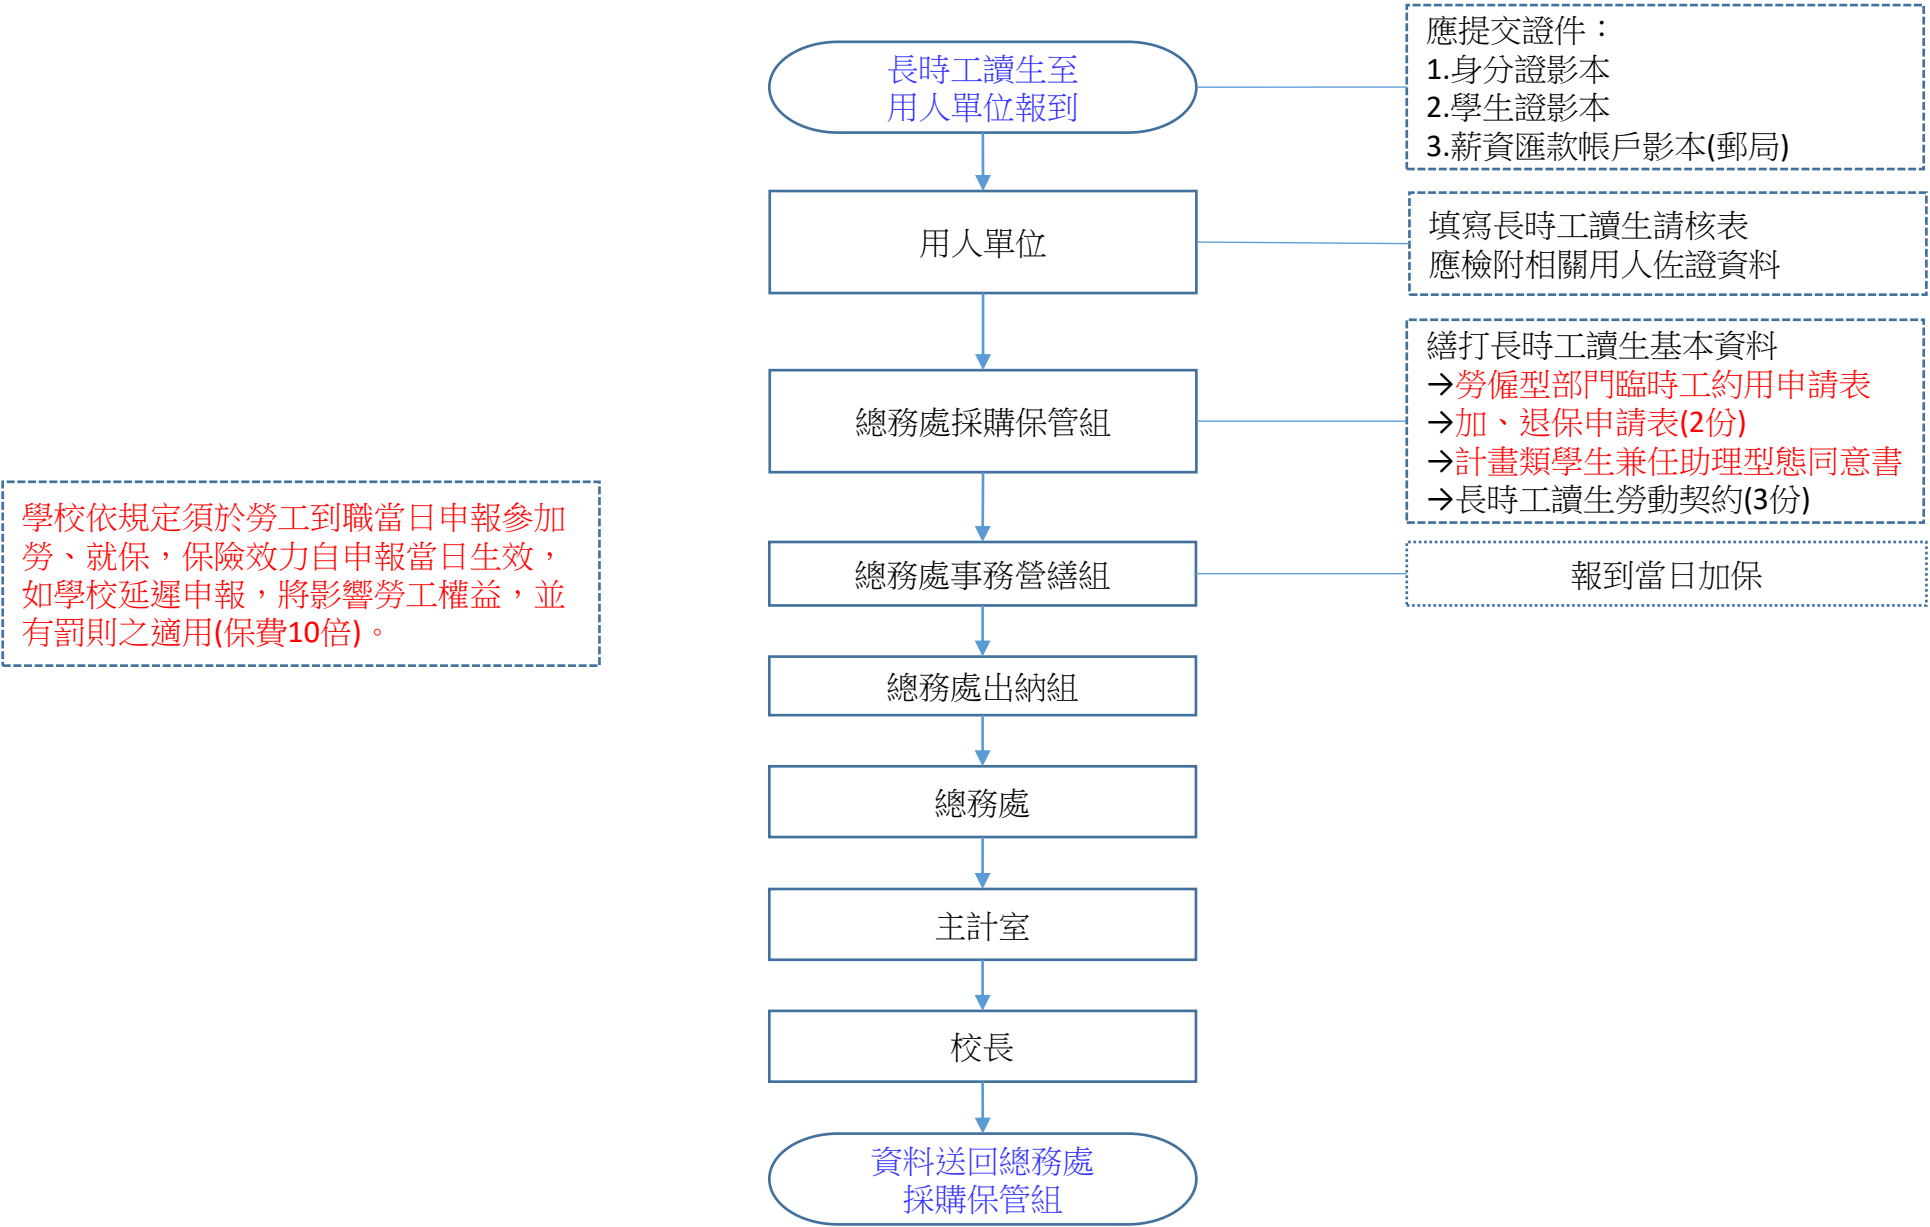 長時工讀生至
用人單位報到
應提交證件：
1.身分證影本
2.學生證影本
3.薪資匯款帳戶影本(郵局)
用人單位
填寫長時工讀生請核表
應檢附相關用人佐證資料
總務處採購保管組
繕打長時工讀生基本資料
→勞僱型部門臨時工約用申請表
→加、退保申請表(2份)
→計畫類學生兼任助理型態同意書
→長時工讀生勞動契約(3份)
學校依規定須於勞工到職當日申報參加
勞、就保，保險效力自申報當日生效，
如學校延遲申報，將影響勞工權益，並
有罰則之適用(保費10倍)。
總務處事務營繕組
報到當日加保
總務處出納組
總務處
主計室
校長
資料送回總務處
採購保管組